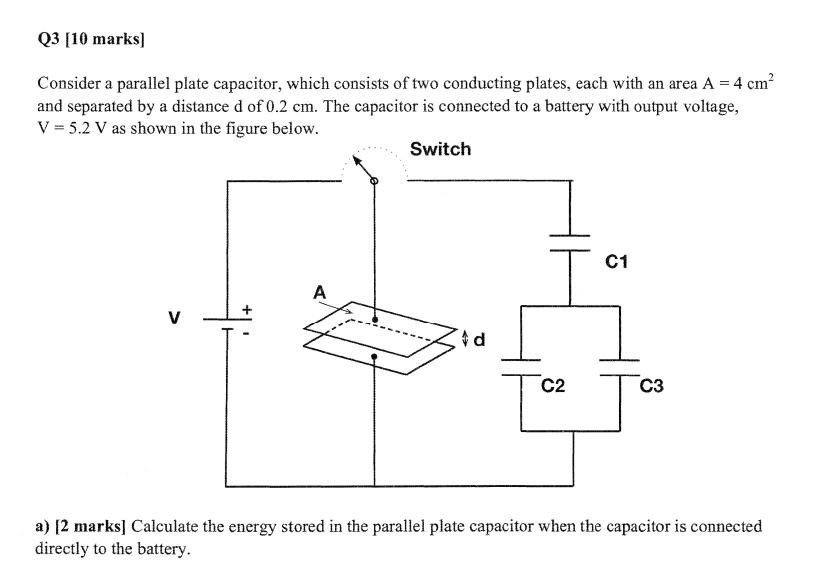 Q3 [10 marks]
Consider a parallel plate capacitor, which consists of two conducting plates, each with an area A = 4 cm²
and separated by a distance d of 0.2 cm. The capacitor is connected to a battery with output voltage,
V = 5.2 V as shown in the figure below.
Switch
C1
A
V
+
-
d
C2
C3
a) [2 marks] Calculate the energy stored in the parallel plate capacitor when the capacitor is connected
directly to the battery.